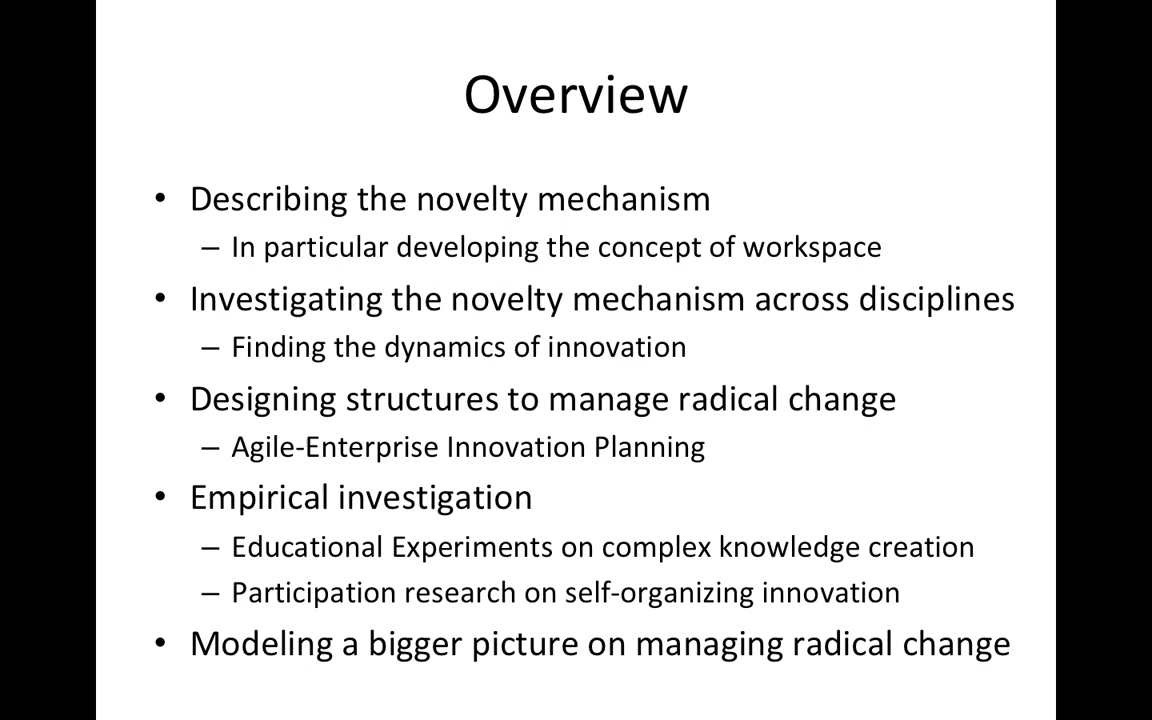 Overview
• Describing the novelty mechanism
– In particular developing the concept of workspace
• Investigating the novelty mechanism across disciplines
– Finding the dynamics of innovation
• Designing structures to manage radical change
– Agile-Enterprise Innovation Planning
• Empirical investigation
– Educational Experiments on complex knowledge creation
– Participation research on self-organizing innovation
• Modeling a bigger picture on managing radical change